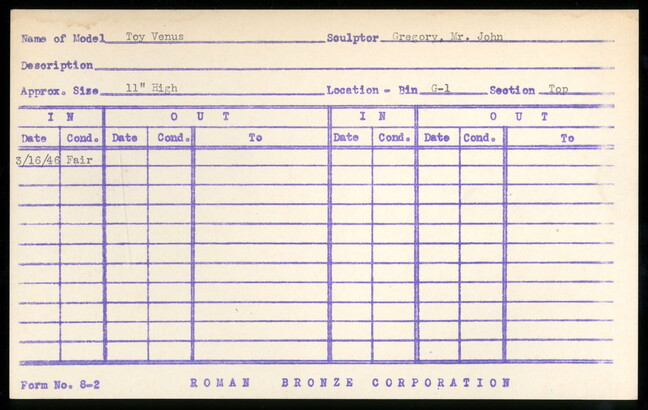 Name of Model Toy Venus Sculptor Gregory, Mr. John
Description
Approx. Size 11" High Location - Bin G-1 Section Top
IN OUT IN OUT
Date Cond. Date Cond. To Date Cond. Date Cond. To
3/16/46 Fair
Form No. 8-2 ROMAN BRONZE CORPORATION